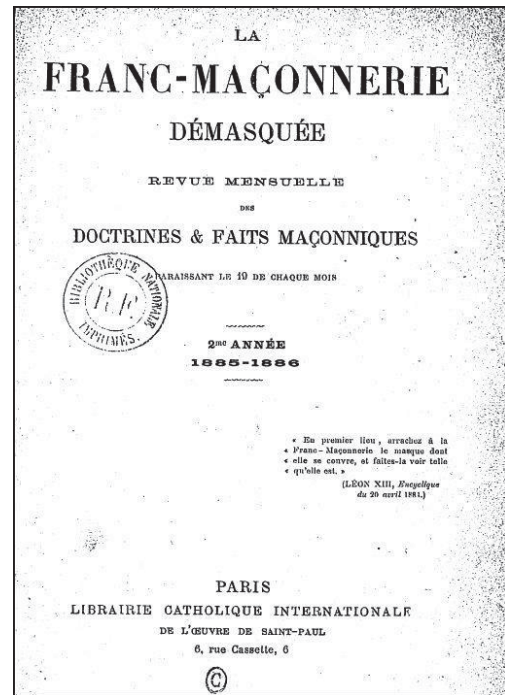 LA
FRANC-MAÇONNERIE
DÉMASQUÉE
REVUE MENSUELLE
DES
DOCTRINES & FAITS MAÇONNIQUES
PARAISSANT LE 19 DE CHAQUE MOIS
BIBLIOTHÈQUE NATIONALE
R.F.
IMPRIMÉS.
2me ANNÉE
1885-1886
« En premier lieu, arrachez à la
« Franc-Maçonnerie le masque dont
« elle se couvre, et faites-la voir telle
« qu'elle est. »
(LÉON XIII, Encyclique
du 20 avril 1884.)
PARIS
LIBRAIRIE CATHOLIQUE INTERNATIONALE
DE L'ŒUVRE DE SAINT-PAUL
6, rue Cassette, 6
©